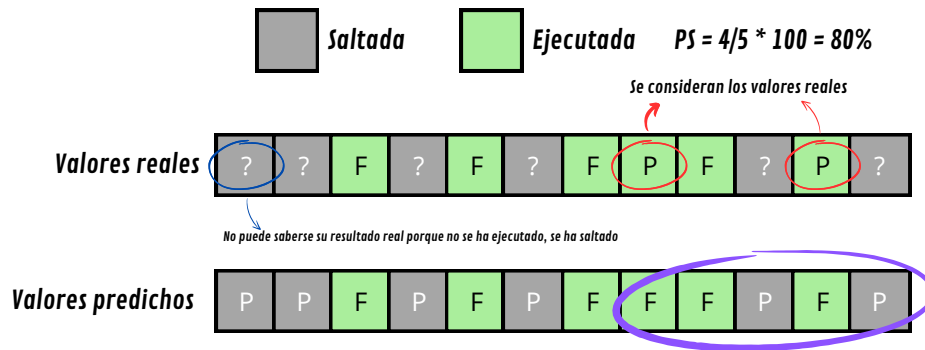 Saltada Ejecutada PS = 4/5 * 100 = 80%
Se consideran los valores reales
Valores reales ? ? F ? F ? F P F ? P ?
No puede saberse su resultado real porque no se ha ejecutado, se ha saltado
Valores predichos P P F P F P F F F P F P